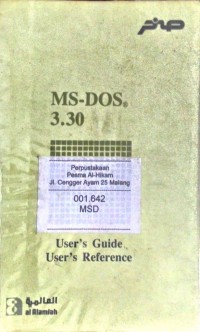 صخر
MS-DOS®
3.30
Perpustakaan
Pesma Al-Hikam
Jl. Cengger Ayam 25 Malang
001.642
MSD
User's Guide
User's Reference
العالمية
al Alamiah